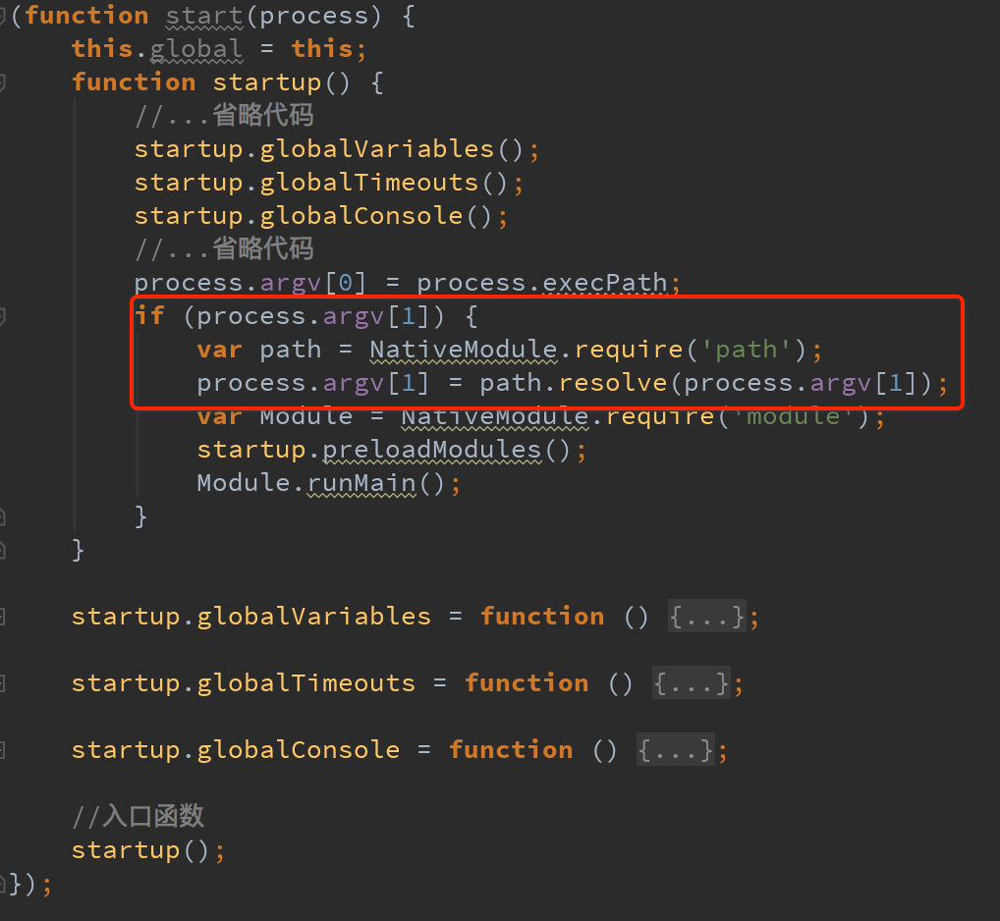 (function start(process) {
    this.global = this;
    function startup() {
        //...省略代码
        startup.globalVariables();
        startup.globalTimeouts();
        startup.globalConsole();
        //...省略代码
        process.argv[0] = process.execPath;
        if (process.argv[1]) {
            var path = NativeModule.require('path');
            process.argv[1] = path.resolve(process.argv[1]);
            var Module = NativeModule.require('module');
            startup.preloadModules();
            Module.runMain();
        }
    }
    startup.globalVariables = function () {...};
    startup.globalTimeouts = function () {...};
    startup.globalConsole = function () {...};
    //入口函数
    startup();
});